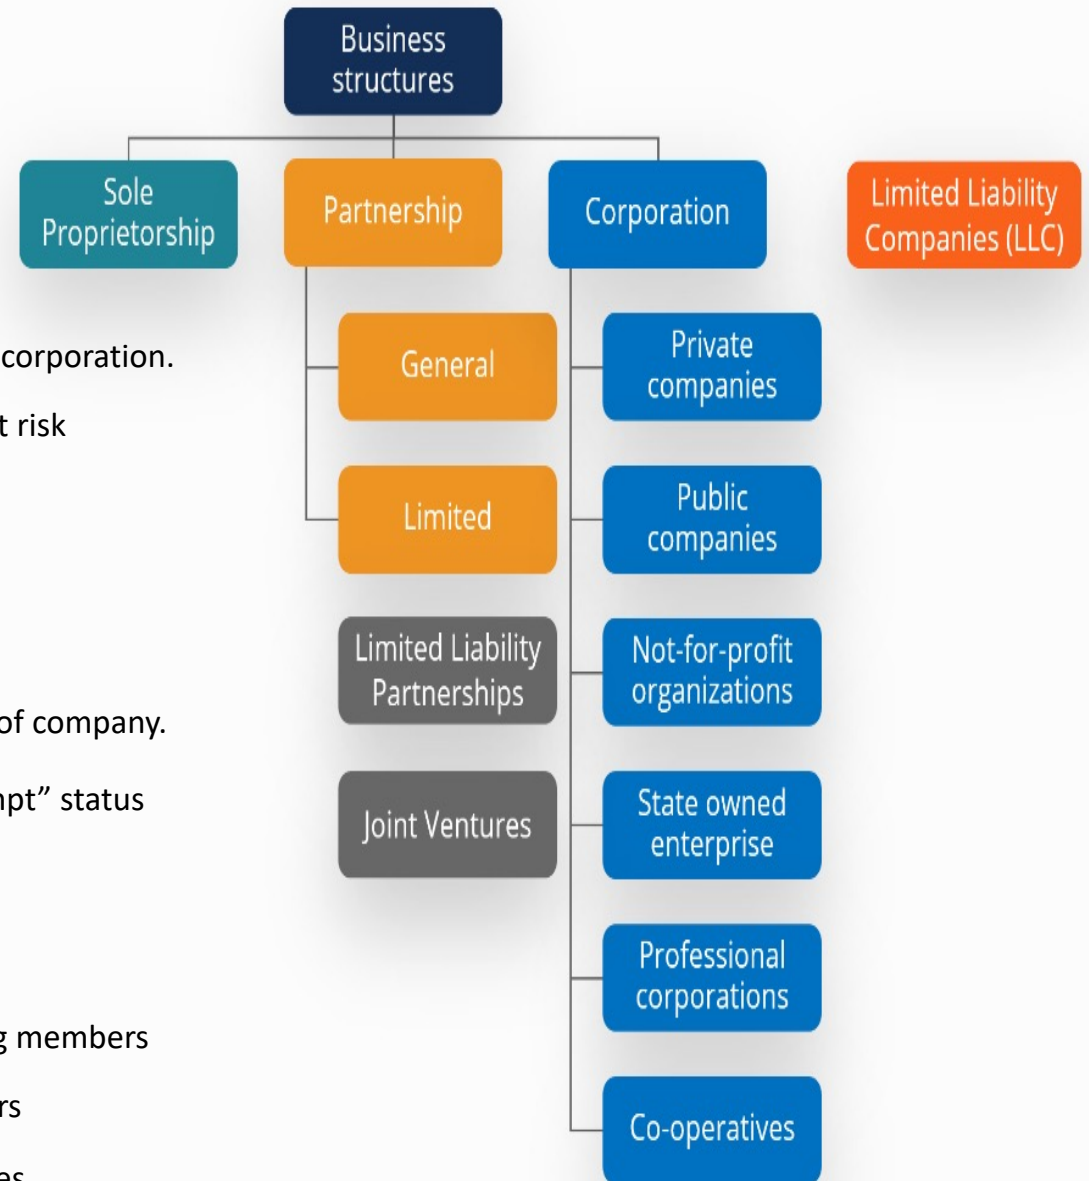 Business
structures
Sole
Proprietorship
Partnership
Corporation
Limited Liability
Companies (LLC)
corporation.
t risk
of company.
npt” status
g members
rs
es
General
Limited
Limited Liability
Partnerships
Joint Ventures
Private
companies
Public
companies
Not-for-profit
organizations
State owned
enterprise
Professional
corporations
Co-operatives